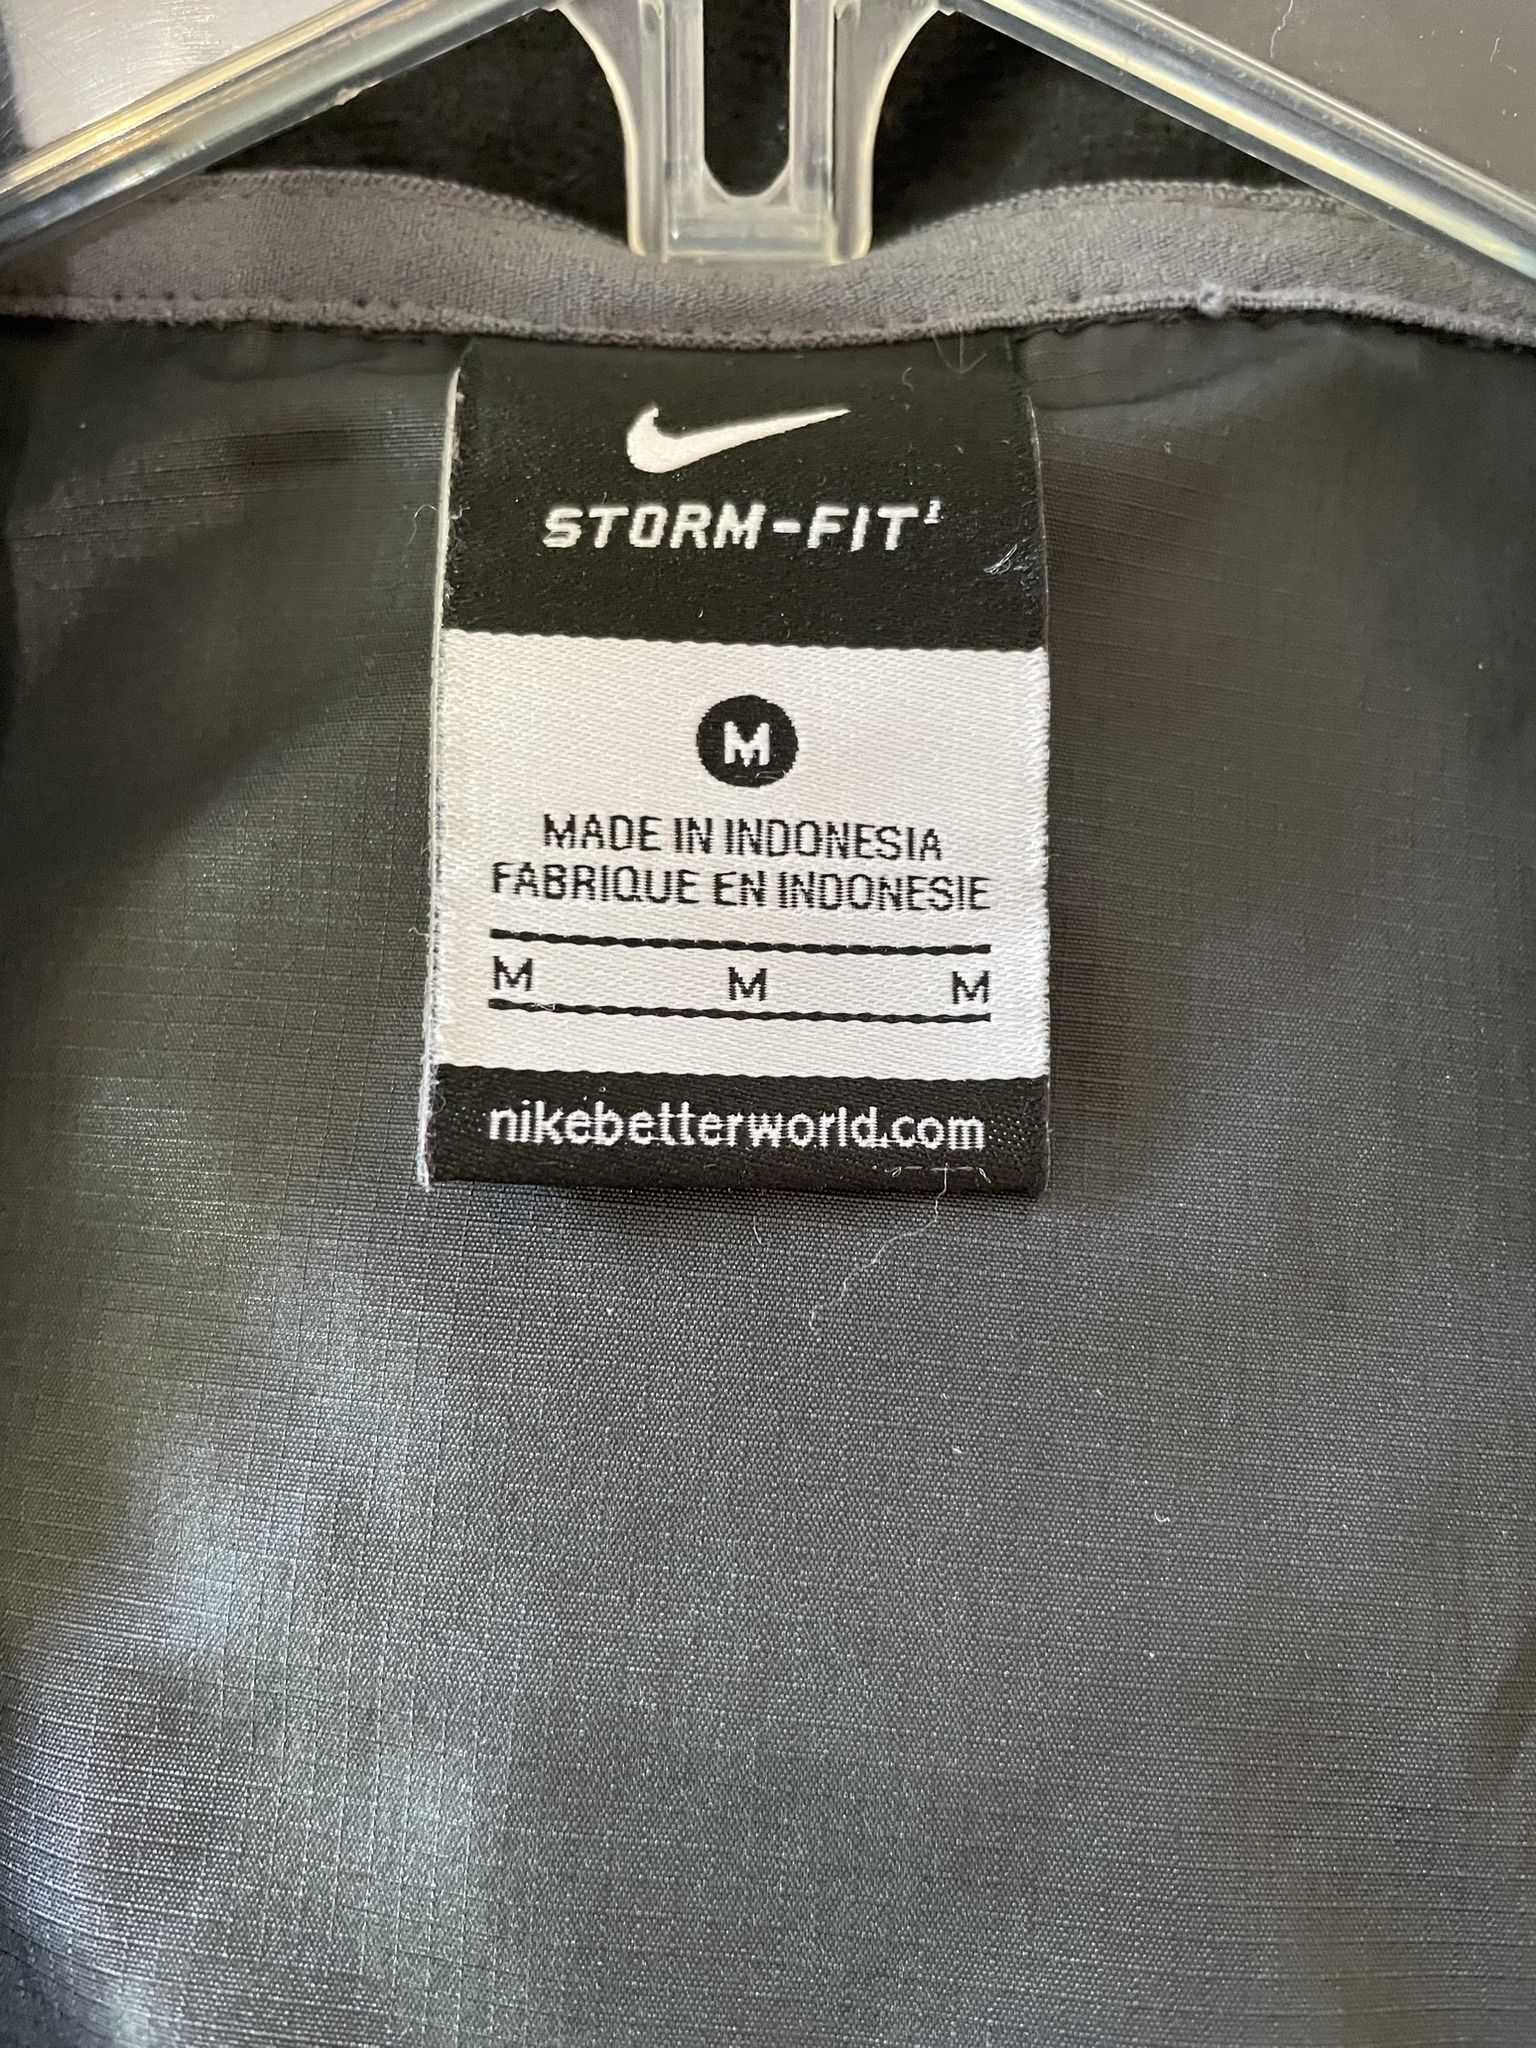 STORM-FIT¹
M
MADE IN INDONESIA
FABRIQUE EN INDONESIE
M M M
nikebetterworld.com